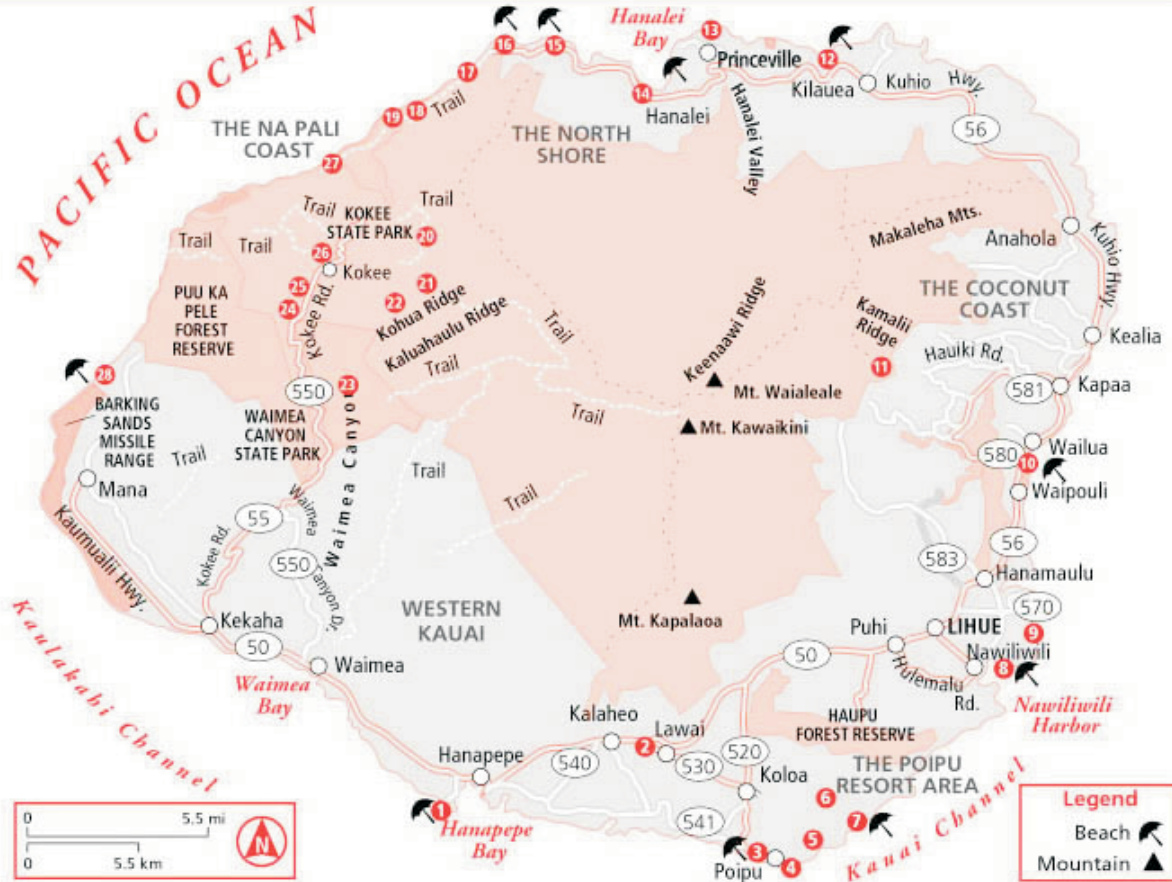 PACIFIC OCEAN
16
15
Hanalei
Bay
13
Princeville
12
Kilauea
Kuhio Hwy.
56
14
Hanalei
Hanalei Valley
17
Trail
18
19
THE NA PALI
COAST
27
THE NORTH
SHORE
Trail
Trail
Trail
Trail
KOKEE
STATE PARK
20
26
Kokee
25
24
Kokee Rd.
21
22
Kohua Ridge
Kaluahaulu Ridge
Trail
Trail
Trail
PUU KA
PELE
FOREST
RESERVE
Makaleha Mts.
Anahola
Kuhio Hwy.
THE COCONUT
COAST
Kealia
Keenaawi Ridge
Kamalii
Ridge
11
Hauiki Rd.
581
Kapaa
Mt. Waialeale
Mt. Kawaikini
580
Wailua
10
Waipouli
28
BARKING
SANDS
MISSILE
RANGE
Mana
Trail
550
23
WAIMEA
CANYON
STATE PARK
Waimea Canyo
Trail
Trail
55
Kokee Rd.
Waimea
550
Canyon Dr.
Kaumualii Hwy.
Kekaha
50
Waimea
Waimea
Bay
Kaulakahi Channel
WESTERN
KAUAI
Mt. Kapalaoa
56
583
Hanamaulu
570
9
LIHUE
Puhi
Nawiliwili
8
Hulemalu
Rd.
Nawiliwili
Harbor
50
HAUPU
FOREST RESERVE
Kalaheo
2
Lawai
540
530
520
Koloa
541
Hanapepe
1
Hanapepe
Bay
THE POIPU
RESORT AREA
6
7
5
3
4
Poipu
Kauai Channel
0 5.5 mi
0 5.5 km
N
Legend
Beach
Mountain